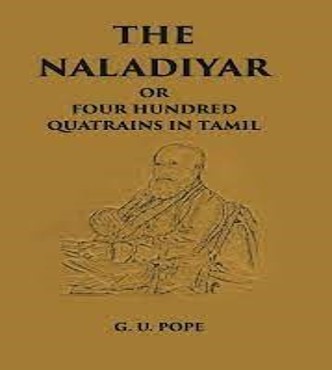 THE
NALADIYAR
OR
FOUR HUNDRED
QUATRAINS IN TAMIL
G. U. POPE